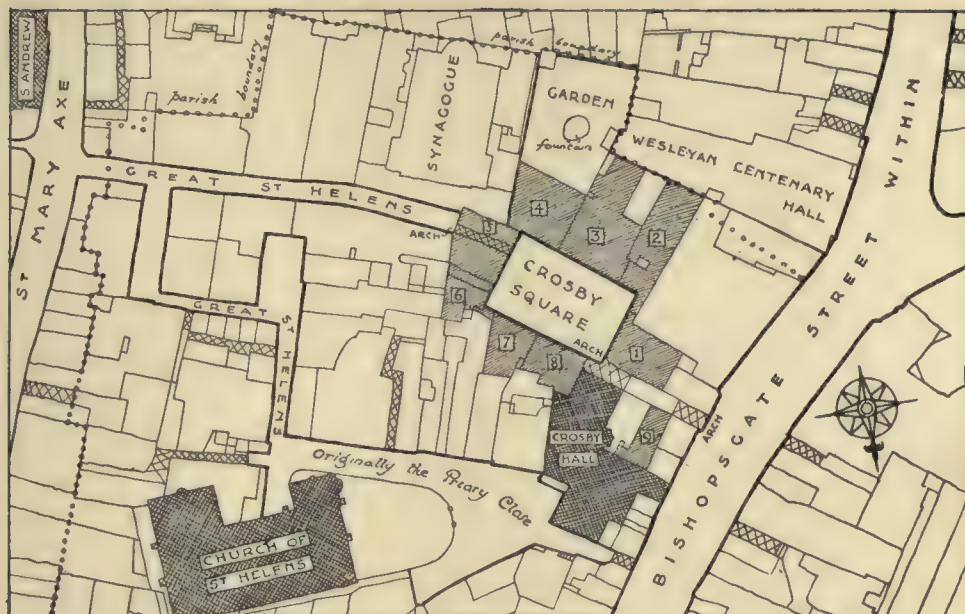 S. ANDREW
ST MARY AXE
parish boundary
parish boundary
SYNAGOGUE
GARDEN
fountain
WESLEYAN CENTENARY
HALL
GREAT ST HELENS
ARCH
5
4
3
2
CROSBY
SQUARE
6
7
8
ARCH
1
GREAT
ST HELENS
CROSBY
HALL
9
ARCH
BISHOPSGATE STREET WITHIN
Originally the Priory Close
CHURCH OF
ST HELENS